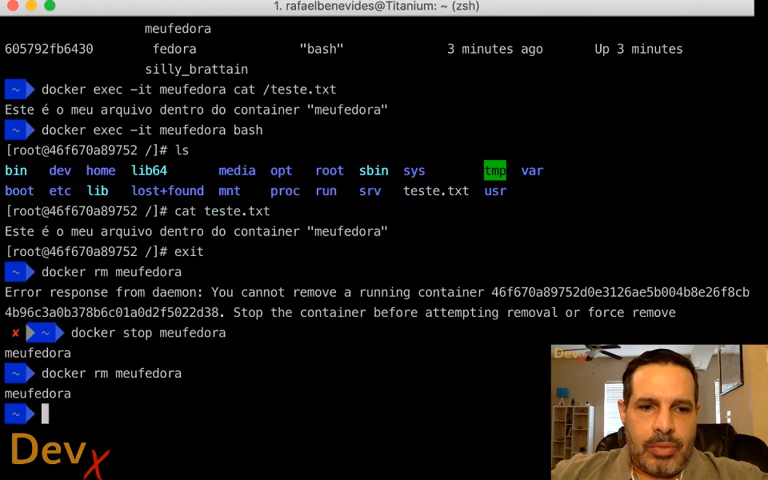 1. rafaelbenevides@Titanium: ~ (zsh)
meufedora
605792fb6430 fedora "bash" 3 minutes ago Up 3 minutes
silly_brattain
~ docker exec -it meufedora cat /teste.txt
Este é o meu arquivo dentro do container "meufedora"
~ docker exec -it meufedora bash
[root@46f670a89752 /]# ls
bin dev home lib64 media opt root sbin sys tmp var
boot etc lib lost+found mnt proc run srv teste.txt usr
[root@46f670a89752 /]# cat teste.txt
Este é o meu arquivo dentro do container "meufedora"
[root@46f670a89752 /]# exit
~ docker rm meufedora
Error response from daemon: You cannot remove a running container 46f670a89752d0e3126ae5b004b8e26f8cb
4b96c3a0b378b6c01a0d2f5022d38. Stop the container before attempting removal or force remove
✘ ~ docker stop meufedora
meufedora
~ docker rm meufedora
meufedora
~
Devx
Devx